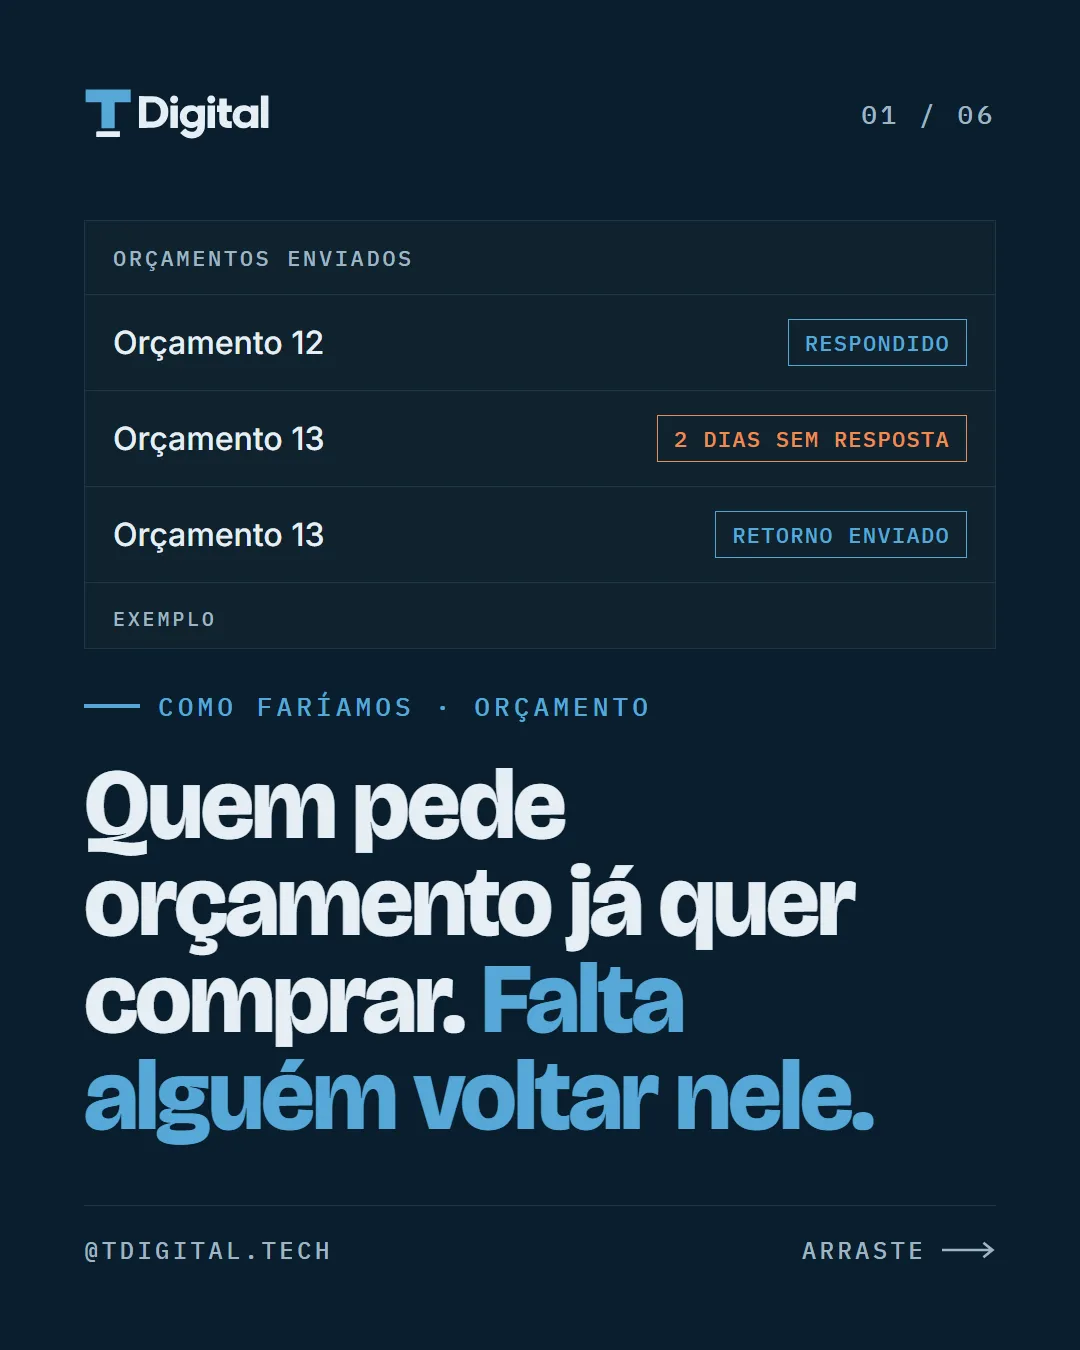 T Digital
01 / 06
ORÇAMENTOS ENVIADOS
Orçamento 12
RESPONDIDO
Orçamento 13
2 DIAS SEM RESPOSTA
Orçamento 13
RETORNO ENVIADO
EXEMPLO
COMO FARÍAMOS · ORÇAMENTO
Quem pede
orçamento já quer
comprar. Falta
alguém voltar nele.
@TDIGITAL.TECH
ARRASTE →